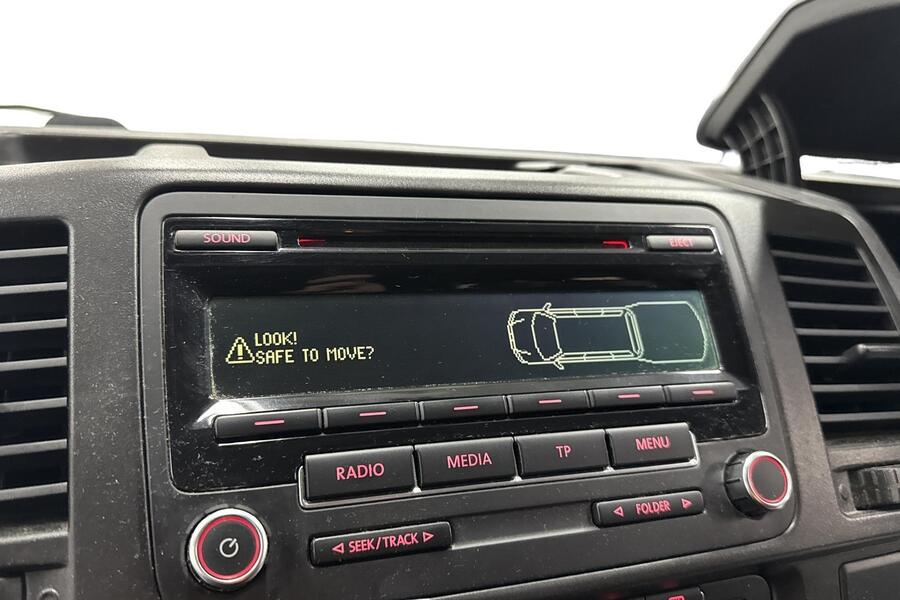 SOUND
EJECT
LOOK!
SAFE TO MOVE?
RADIO
MEDIA
TP
MENU
SEEK/TRACK
FOLDER